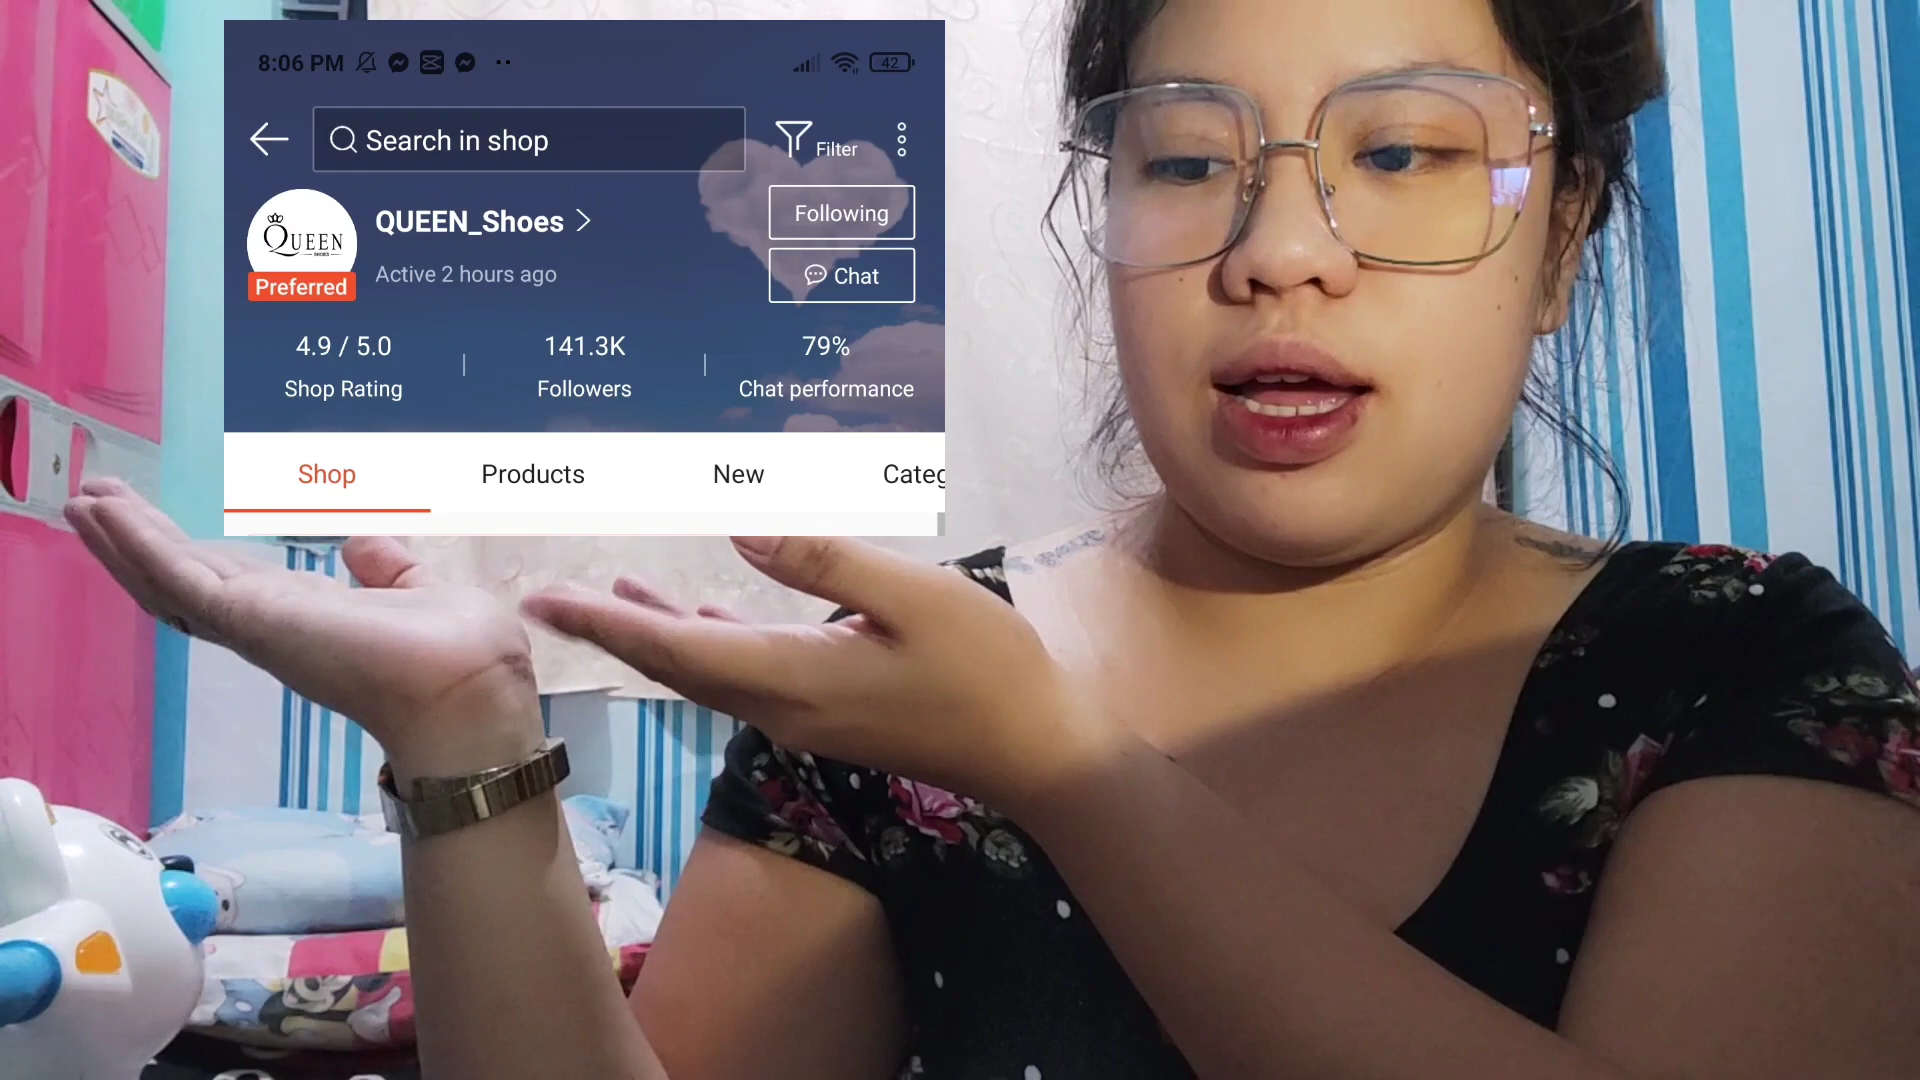 8:06 PM
42
Search in shop
Filter
QUEEN
SHOES
Preferred
QUEEN_Shoes
Active 2 hours ago
Following
Chat
4.9 / 5.0
Shop Rating
141.3K
Followers
79%
Chat performance
Shop
Products
New
Categ